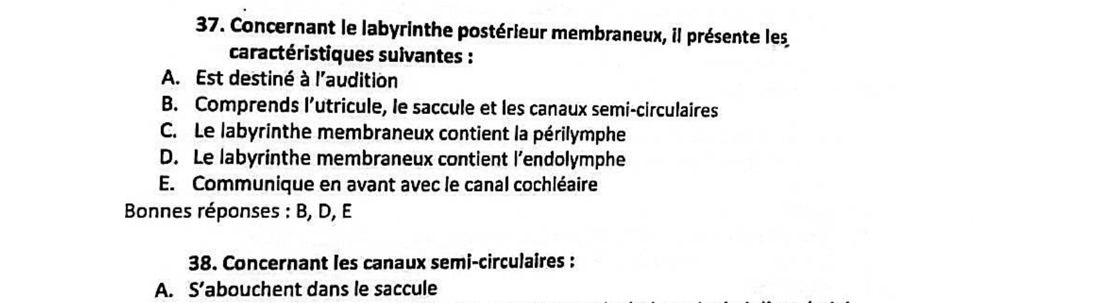 37. Concernant le labyrinthe postérieur membraneux, il présente les
caractéristiques suivantes :
A. Est destiné à l'audition
B. Comprends l'utricule, le saccule et les canaux semi-circulaires
C. Le labyrinthe membraneux contient la périlymphe
D. Le labyrinthe membraneux contient l'endolymphe
E. Communique en avant avec le canal cochléaire
Bonnes réponses : B, D, E
38. Concernant les canaux semi-circulaires :
A. S'abouchent dans le saccule